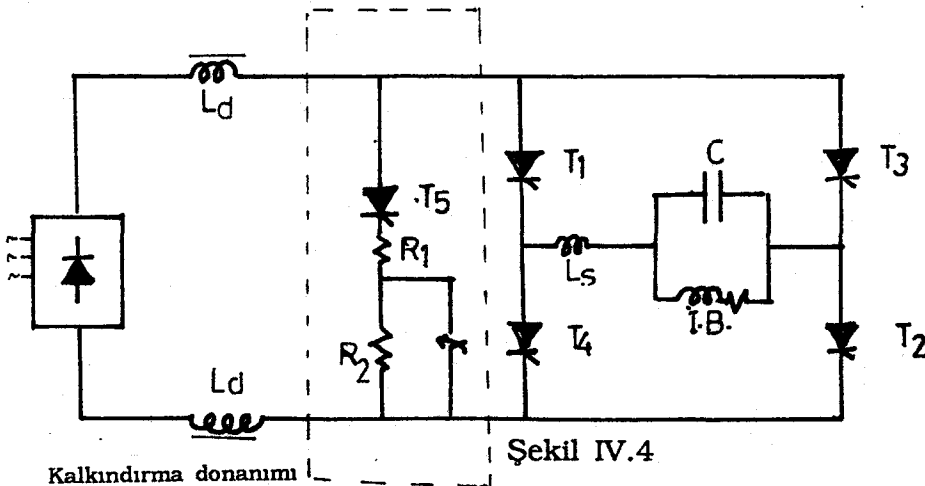 Ld
C
T1
T3
T5
R1
Ls
I.B.
R2
T4
T2
Ld
Şekil IV.4
Kalkındırma donanımı